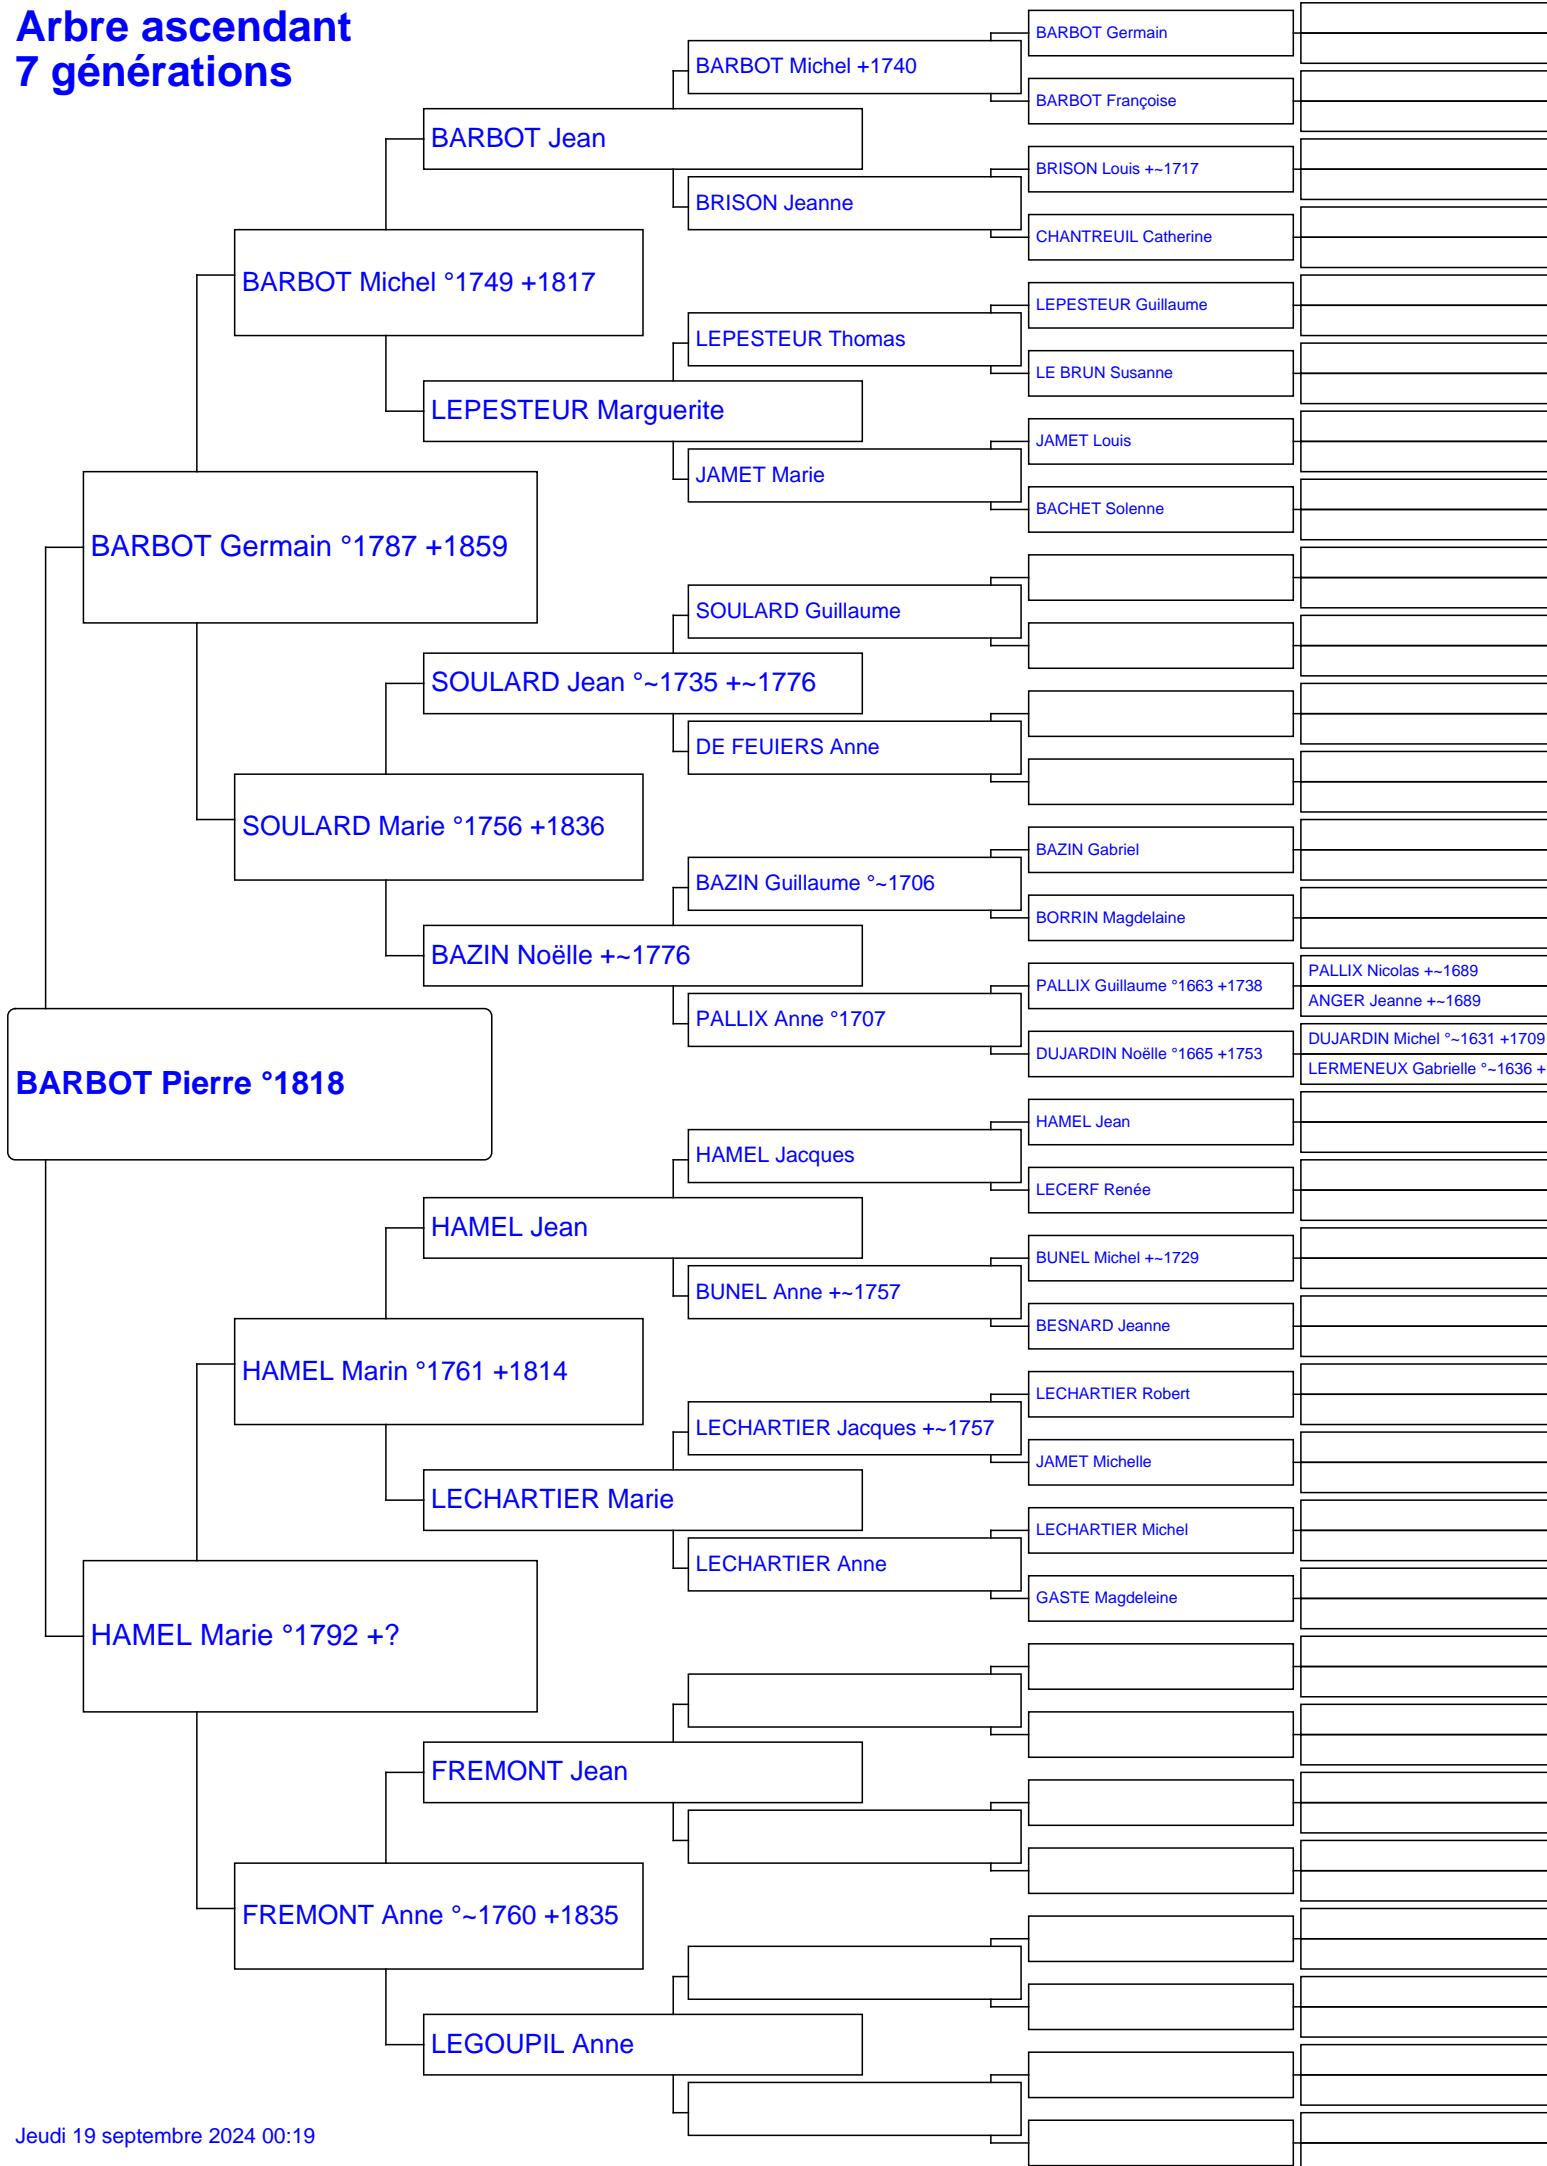 Arbre ascendant
7 générations
BARBOT Germain
BARBOT Michel +1740
BARBOT Françoise
BARBOT Jean
BRISON Louis +~1717
BRISON Jeanne
CHANTREUIL Catherine
BARBOT Michel °1749 +1817
LEPESTEUR Guillaume
LEPESTEUR Thomas
LE BRUN Susanne
LEPESTEUR Marguerite
JAMET Louis
JAMET Marie
BACHET Solenne
BARBOT Germain °1787 +1859
SOULARD Guillaume
SOULARD Jean °~1735 +~1776
DE FEUIERS Anne
SOULARD Marie °1756 +1836
BAZIN Gabriel
BAZIN Guillaume °~1706
BORRIN Magdelaine
BAZIN Noëlle +~1776
PALLIX Nicolas +~1689
PALLIX Guillaume °1663 +1738
ANGER Jeanne +~1689
PALLIX Anne °1707
DUJARDIN Michel °~1631 +1709
DUJARDIN Noëlle °1665 +1753
LERMENEUX Gabrielle °~1636 +
BARBOT Pierre °1818
HAMEL Jean
HAMEL Jacques
LECERF Renée
HAMEL Jean
BUNEL Michel +~1729
BUNEL Anne +~1757
BESNARD Jeanne
HAMEL Marin °1761 +1814
LECHARTIER Robert
LECHARTIER Jacques +~1757
JAMET Michelle
LECHARTIER Marie
LECHARTIER Michel
LECHARTIER Anne
GASTE Magdeleine
HAMEL Marie °1792 +?
FREMONT Jean
FREMONT Anne °~1760 +1835
LEGOUPIL Anne
Jeudi 19 septembre 2024 00:19